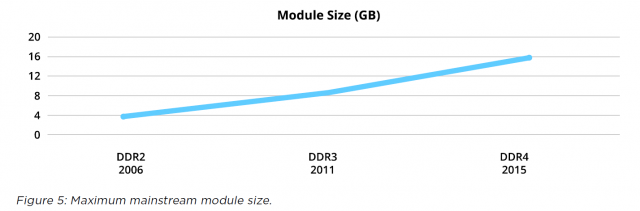 Module Size (GB)
20
16
12
8
4
0
DDR2 DDR3 DDR4
2006 2011 2015
Figure 5: Maximum mainstream module size.